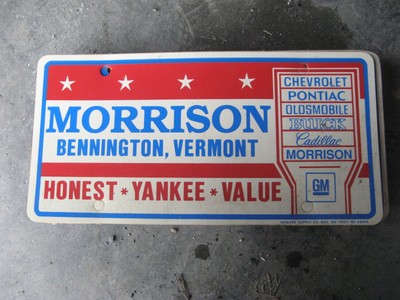 MORRISON
BENNINGTON, VERMONT
HONEST * YANKEE * VALUE
CHEVROLET
PONTIAC
OLDSMOBILE
BUICK
Cadillac
MORRISON
GM